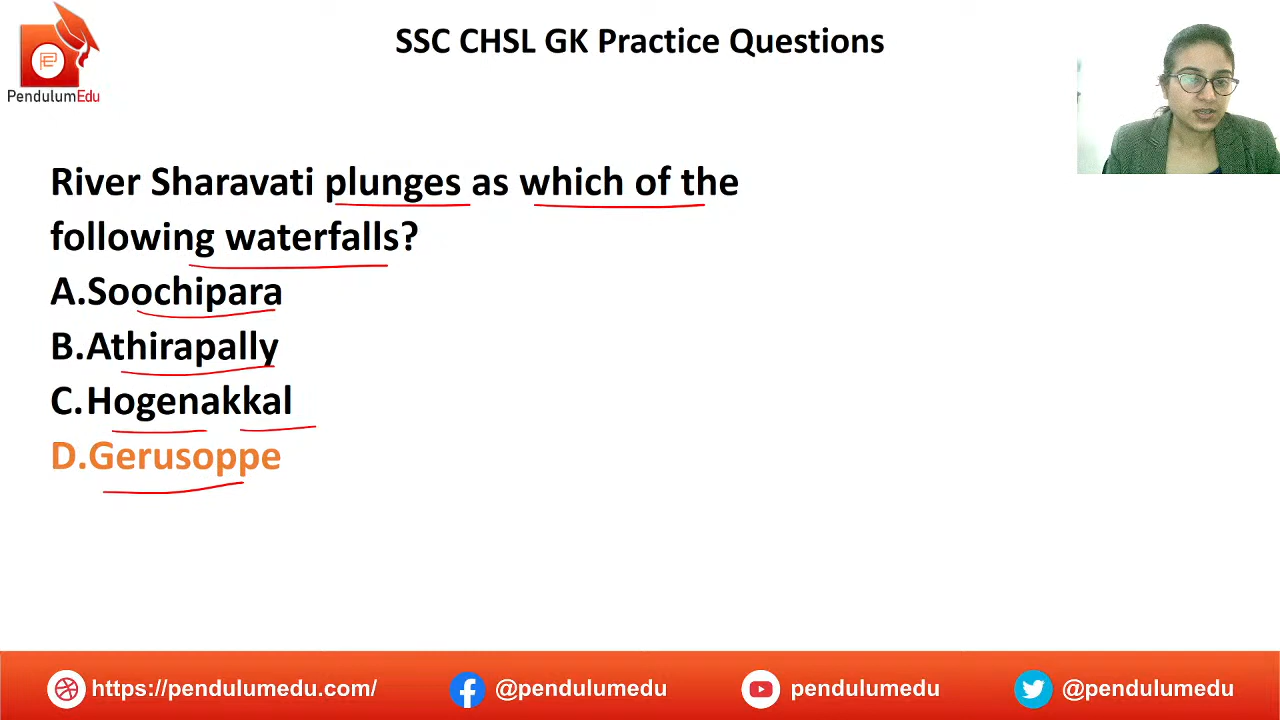 SSC CHSL GK Practice Questions
PendulumEdu
River Sharavati plunges as which of the
following waterfalls?
A.Soochipara
B.Athirapally
C.Hogenakkal
D.Gerusoppe
https://pendulumedu.com/ @pendulumedu pendulumedu @pendulumedu